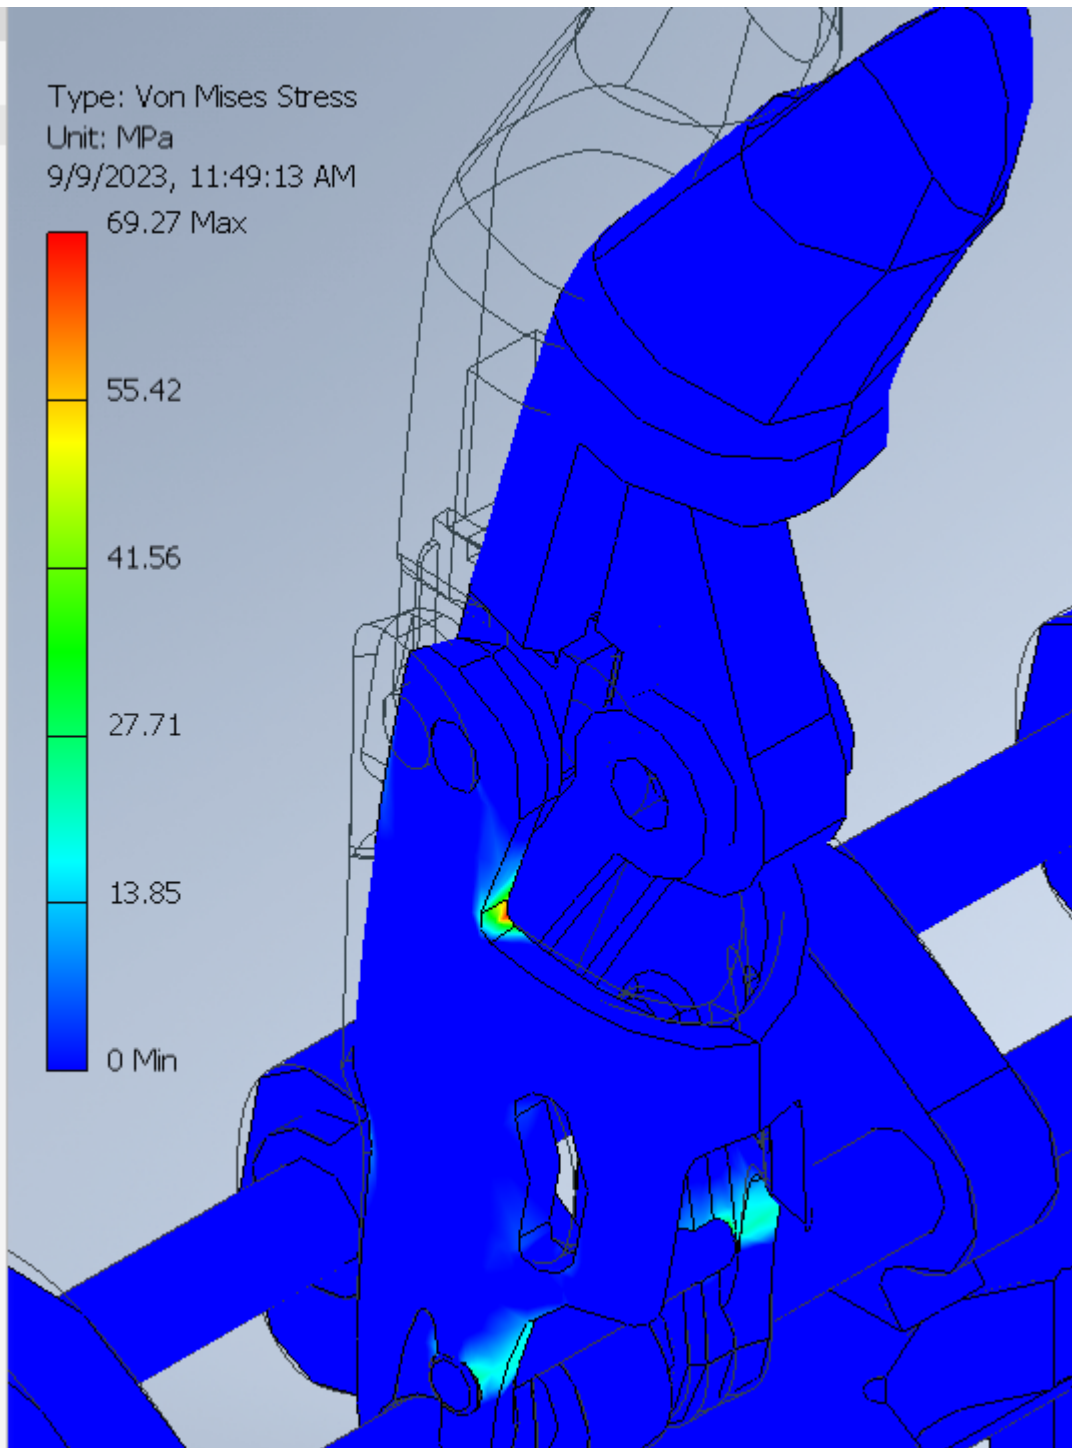 Type: Von Mises Stress
Unit: MPa
9/9/2023, 11:49:13 AM
69.27 Max
55.42
41.56
27.71
13.85
0 Min